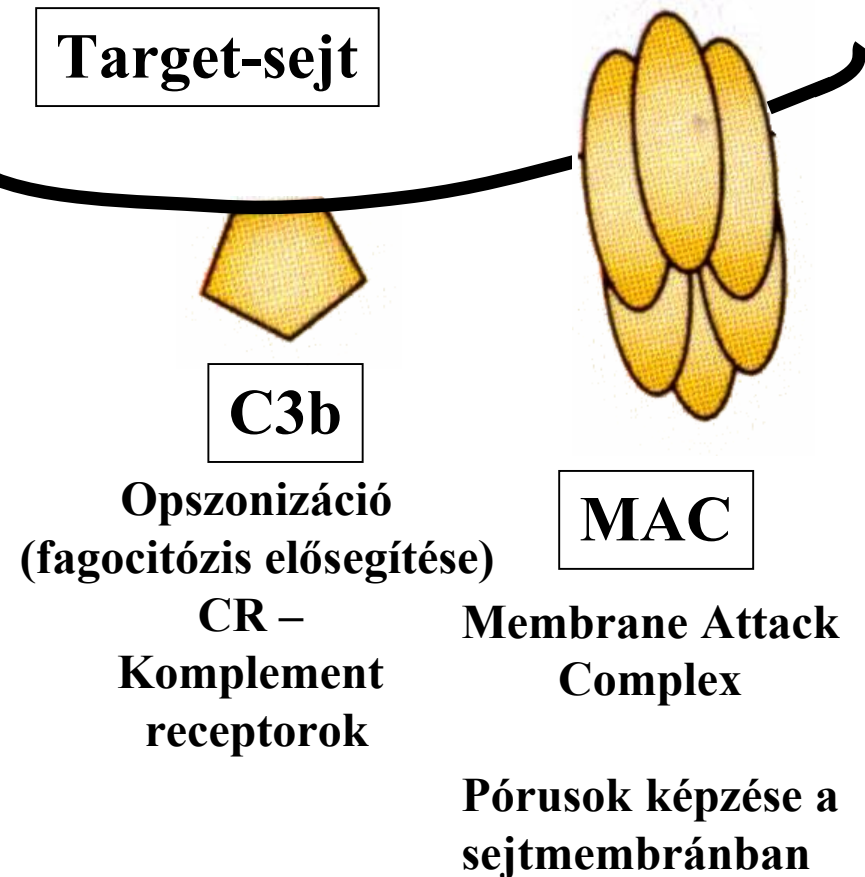 Target-sejt
C3b
Opszonizáció
(fagocitózis elősegítése)
CR –
Komplement
receptorok
MAC
Membrane Attack
Complex
Pórusok képzése a
sejtmembránban